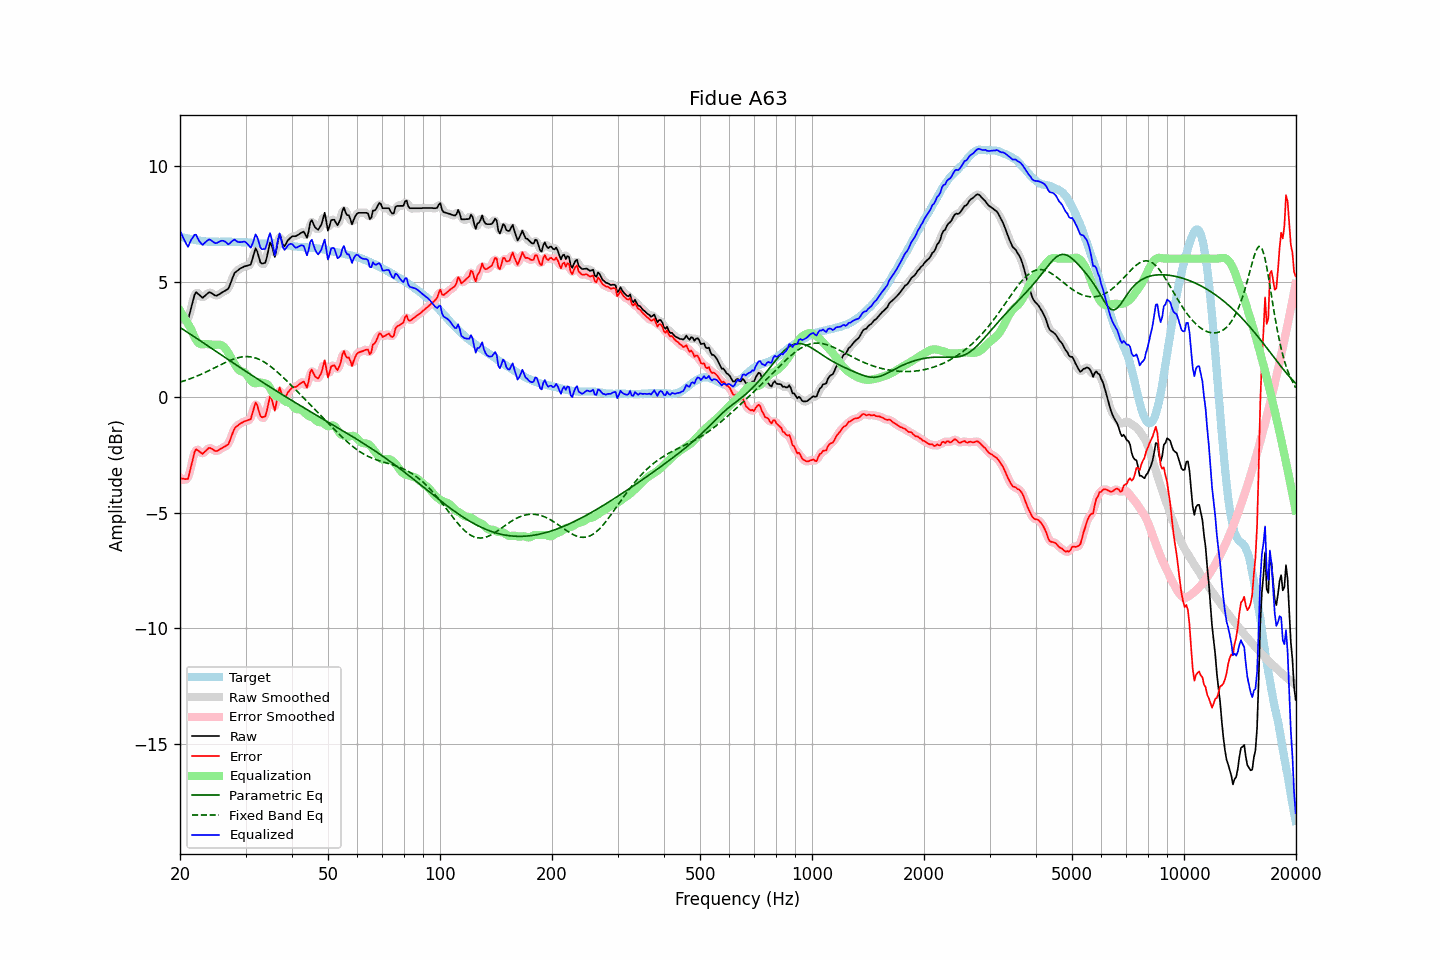 Fidue A63
Amplitude (dBr)
10
5
0
−5
−10
−15
Target
Raw Smoothed
Error Smoothed
Raw
Error
Equalization
Parametric Eq
Fixed Band Eq
Equalized
20 50 100 200 500 1000 2000 5000 10000 20000
Frequency (Hz)